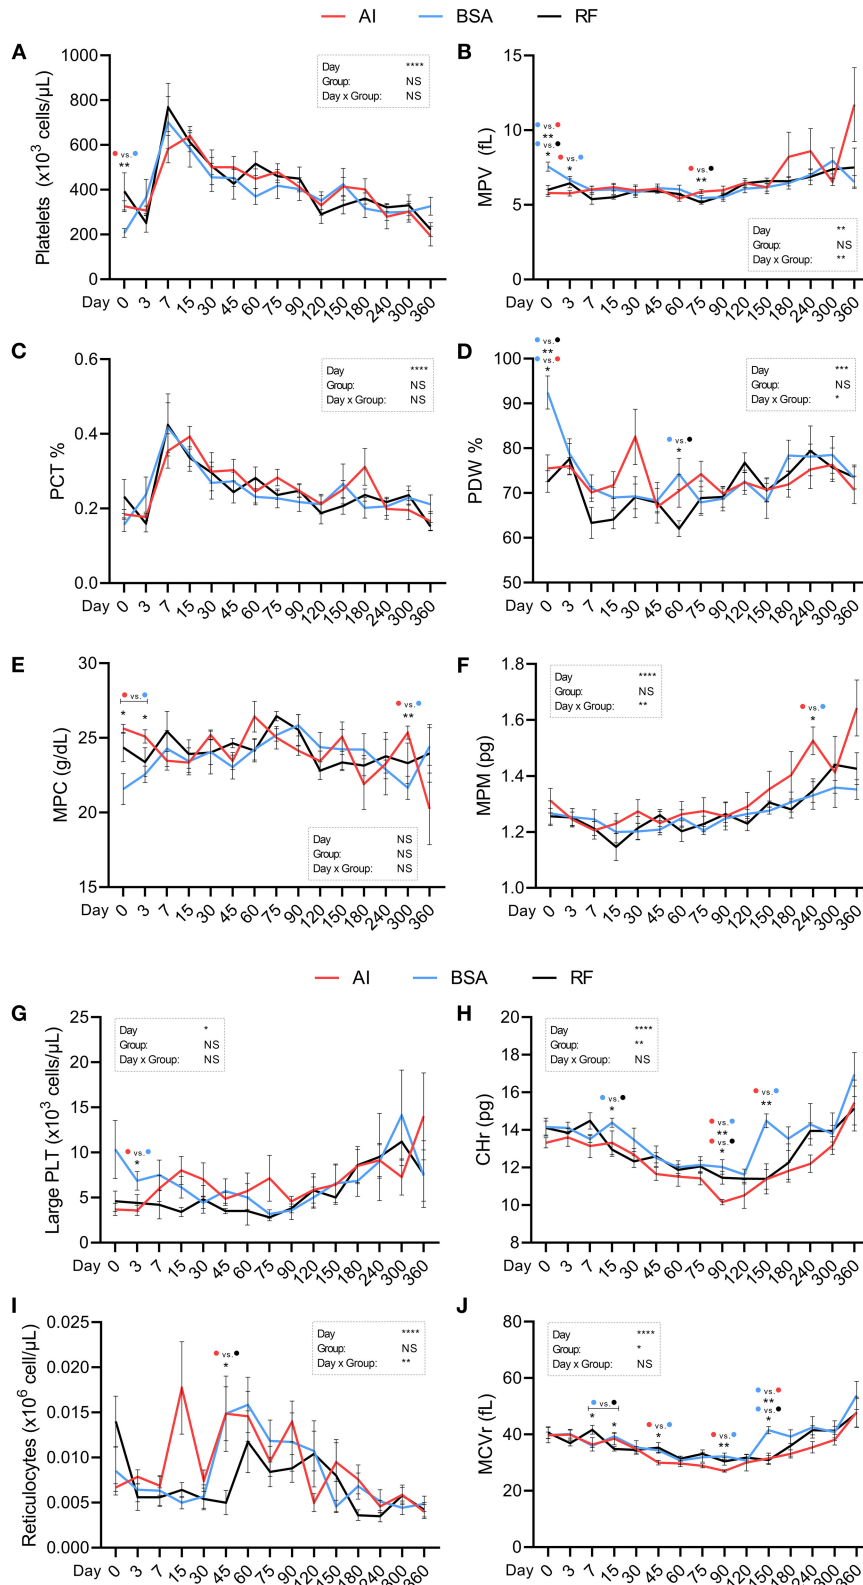 AI BSA RF
A
Platelets (x10³ cells/µL)
1000
800
600
400
200
0
Day ****
Group: NS
Day x Group: NS
vs.
**
Day 0 3 7 15 30 45 60 75 90 120 150 180 240 300 360
B
MPV (fL)
15
10
5
0
vs.
**
vs.
*
vs.
*
vs.
**
Day **
Group: NS
Day x Group: **
Day 0 3 7 15 30 45 60 75 90 120 150 180 240 300 360
C
PCT %
0.6
0.4
0.2
0.0
Day ****
Group: NS
Day x Group: NS
Day 0 3 7 15 30 45 60 75 90 120 150 180 240 300 360
D
PDW %
100
90
80
70
60
50
vs.
**
vs.
*
vs.
*
Day ***
Group: NS
Day x Group: *
Day 0 3 7 15 30 45 60 75 90 120 150 180 240 300 360
E
MPC (g/dL)
30
25
20
15
vs.
* *
vs.
**
Day NS
Group: NS
Day x Group: NS
Day 0 3 7 15 30 45 60 75 90 120 150 180 240 300 360
F
MPM (pg)
1.8
1.6
1.4
1.2
1.0
Day ****
Group: NS
Day x Group: **
vs.
*
Day 0 3 7 15 30 45 60 75 90 120 150 180 240 300 360
AI BSA RF
G
Large PLT (x10³ cells/µL)
25
20
15
10
5
0
Day *
Group: NS
Day x Group: NS
vs.
*
Day 0 3 7 15 30 45 60 75 90 120 150 180 240 300 360
H
CHr (pg)
20
18
16
14
12
10
8
Day ****
Group: **
Day x Group: NS
vs.
*
vs.
**
vs.
*
vs.
**
Day 0 3 7 15 30 45 60 75 90 120 150 180 240 300 360
I
Reticulocytes (x10⁶ cell/µL)
0.025
0.020
0.015
0.010
0.005
0.000
Day ****
Group: NS
Day x Group: **
vs.
*
Day 0 3 7 15 30 45 60 75 90 120 150 180 240 300 360
J
MCVr (fL)
80
60
40
20
0
Day ****
Group: *
Day x Group: NS
vs.
* *
vs.
*
vs.
**
vs.
**
vs.
*
Day 0 3 7 15 30 45 60 75 90 120 150 180 240 300 360